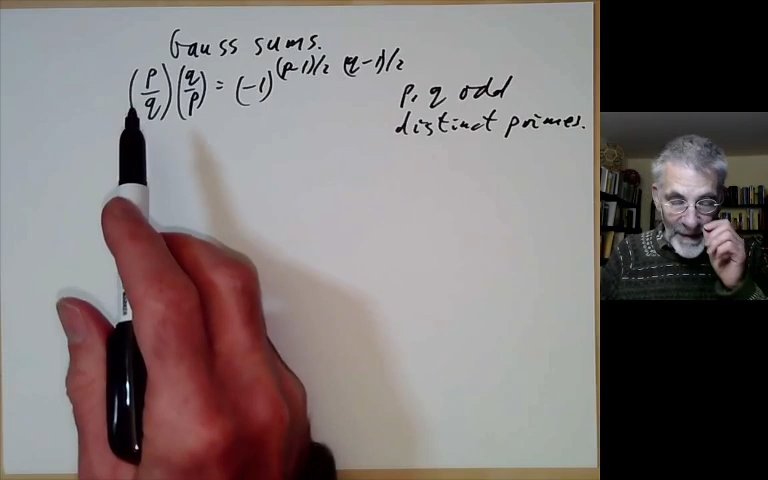 Gauss sums.
(p/q)(q/p) = (-1)^{(p-1)/2 (q-1)/2}
p, q odd
distinct primes.